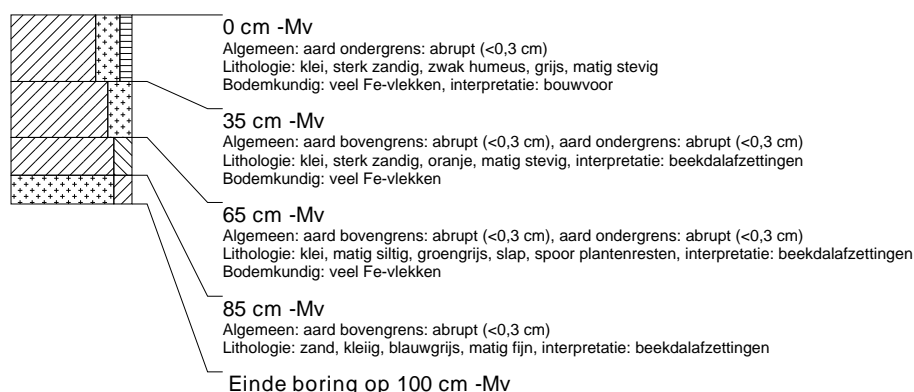 0 cm -Mv
Algemeen: aard ondergrens: abrupt (<0,3 cm)
Lithologie: klei, sterk zandig, zwak humeus, grijs, matig stevig
Bodemkundig: veel Fe-vlekken, interpretatie: bouwvoor
35 cm -Mv
Algemeen: aard bovengrens: abrupt (<0,3 cm), aard ondergrens: abrupt (<0,3 cm)
Lithologie: klei, sterk zandig, oranje, matig stevig, interpretatie: beekdalafzettingen
Bodemkundig: veel Fe-vlekken
65 cm -Mv
Algemeen: aard bovengrens: abrupt (<0,3 cm), aard ondergrens: abrupt (<0,3 cm)
Lithologie: klei, matig siltig, groengrijs, slap, spoor plantenresten, interpretatie: beekdalafzettingen
Bodemkundig: veel Fe-vlekken
85 cm -Mv
Algemeen: aard bovengrens: abrupt (<0,3 cm)
Lithologie: zand, kleiig, blauwgrijs, matig fijn, interpretatie: beekdalafzettingen
Einde boring op 100 cm -Mv